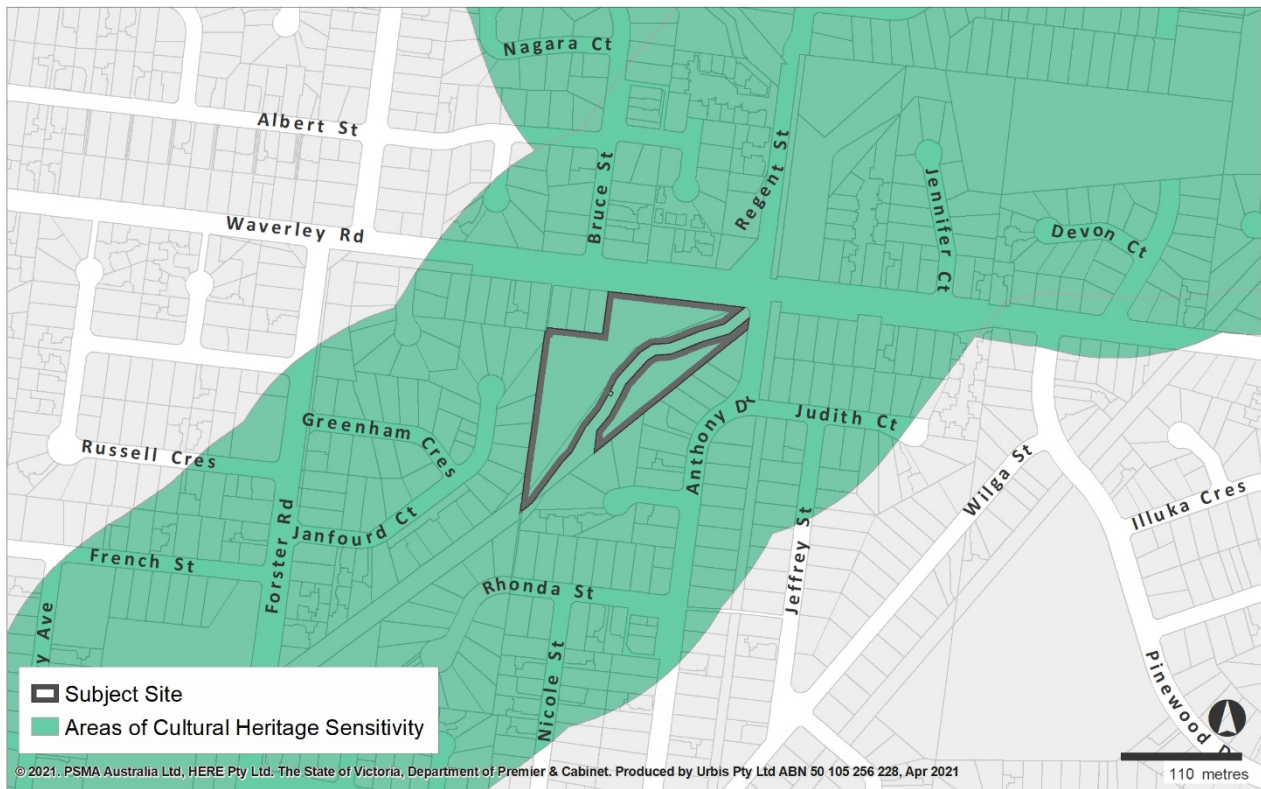 Nagara Ct
Albert St
Bruce St
Regent St
Jennifer Ct
Devon Ct
Waverley Rd
Greenham Cres
Russell Cres
Anthony Dr
Judith Ct
Janfourd Ct
Forster Rd
French St
Wilga St
Illuka Cres
Jeffrey St
Rhonda St
Nicole St
y Ave
Pinewood D
Subject Site
Areas of Cultural Heritage Sensitivity
110 metres
© 2021. PSMA Australia Ltd, HERE Pty Ltd. The State of Victoria, Department of Premier & Cabinet. Produced by Urbis Pty Ltd ABN 50 105 256 228, Apr 2021